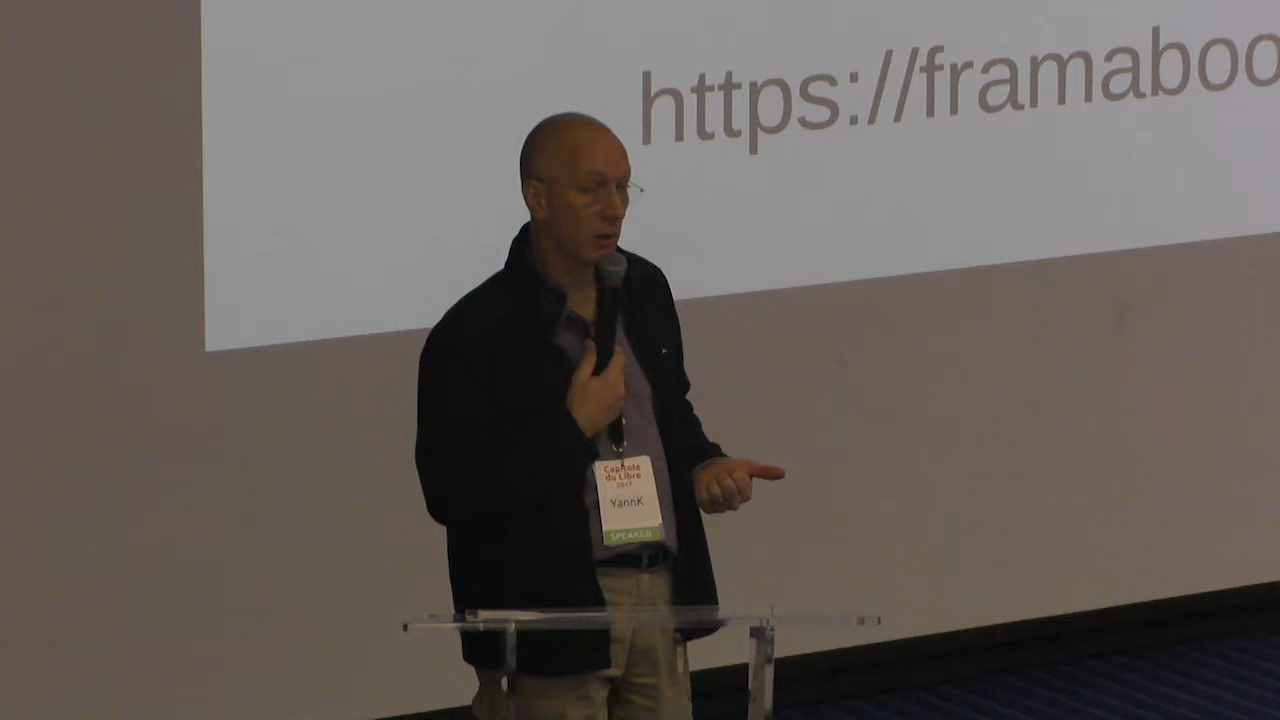 https://framaboo
Capitole
du Libre
2017
YannK
SPEAKER